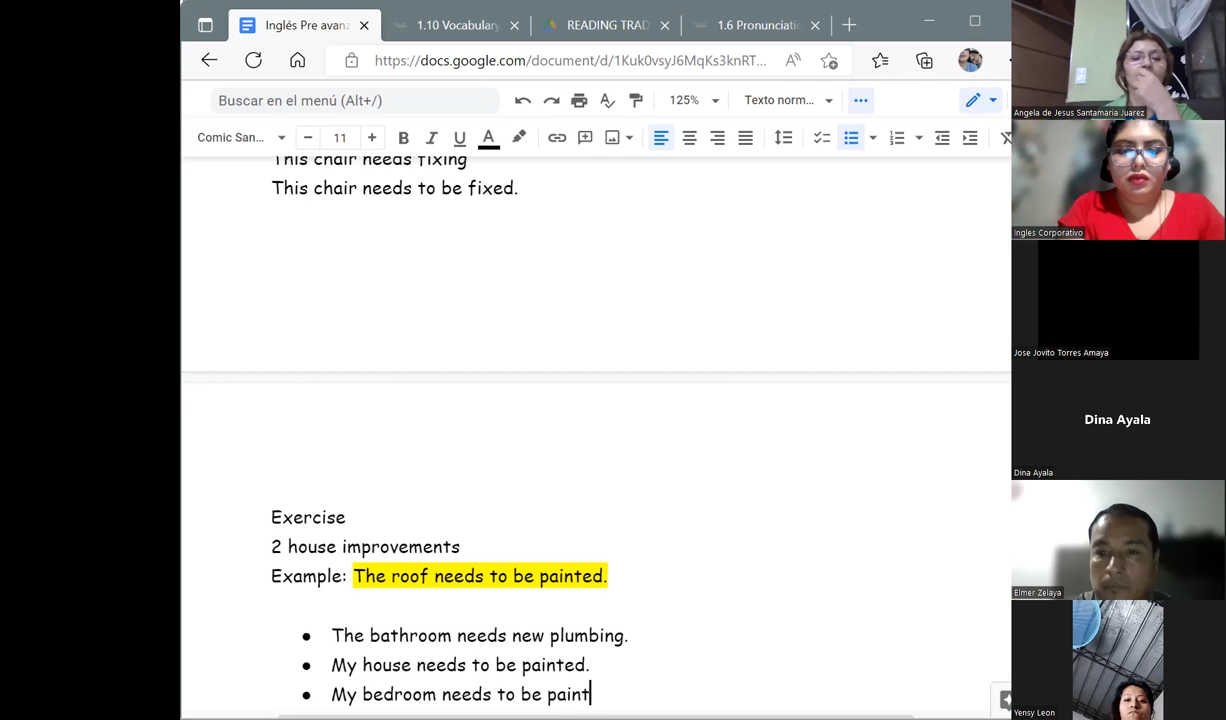 Inglés Pre avanz
1.10 Vocabulary
READING TRAD
1.6 Pronunciati
https://docs.google.com/document/d/1Kuk0vsyJ6MqKs3knRT...
Buscar en el menú (Alt+/)
125%
Texto norm...
Comic San...
11
This chair needs fixing
This chair needs to be fixed.
Exercise
2 house improvements
Example: The roof needs to be painted.
The bathroom needs new plumbing.
My house needs to be painted.
My bedroom needs to be paint
Angela de Jesus Santamaria Juarez
Ingles Corporativo
Jose Jovito Torres Amaya
Dina Ayala
Dina Ayala
Elmer Zelaya
Yensy Leon